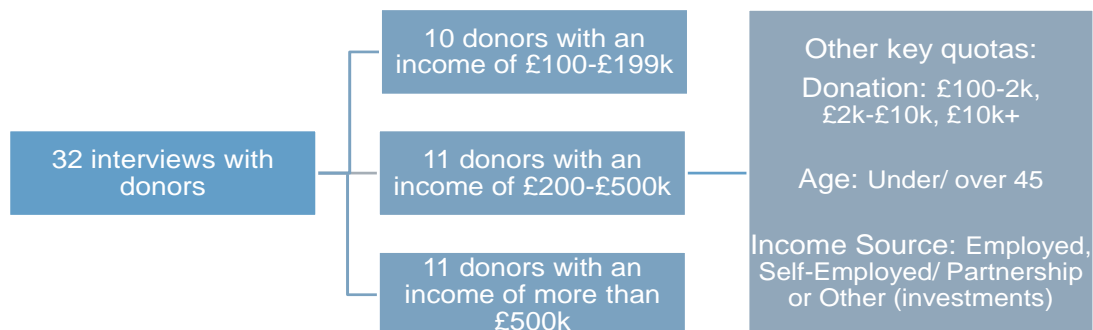 32 interviews with
donors
10 donors with an
income of £100-£199k
11 donors with an
income of £200-£500k
11 donors with an
income of more than
£500k
Other key quotas:
Donation: £100-2k,
£2k-£10k, £10k+
Age: Under/ over 45
Income Source: Employed,
Self-Employed/ Partnership
or Other (investments)